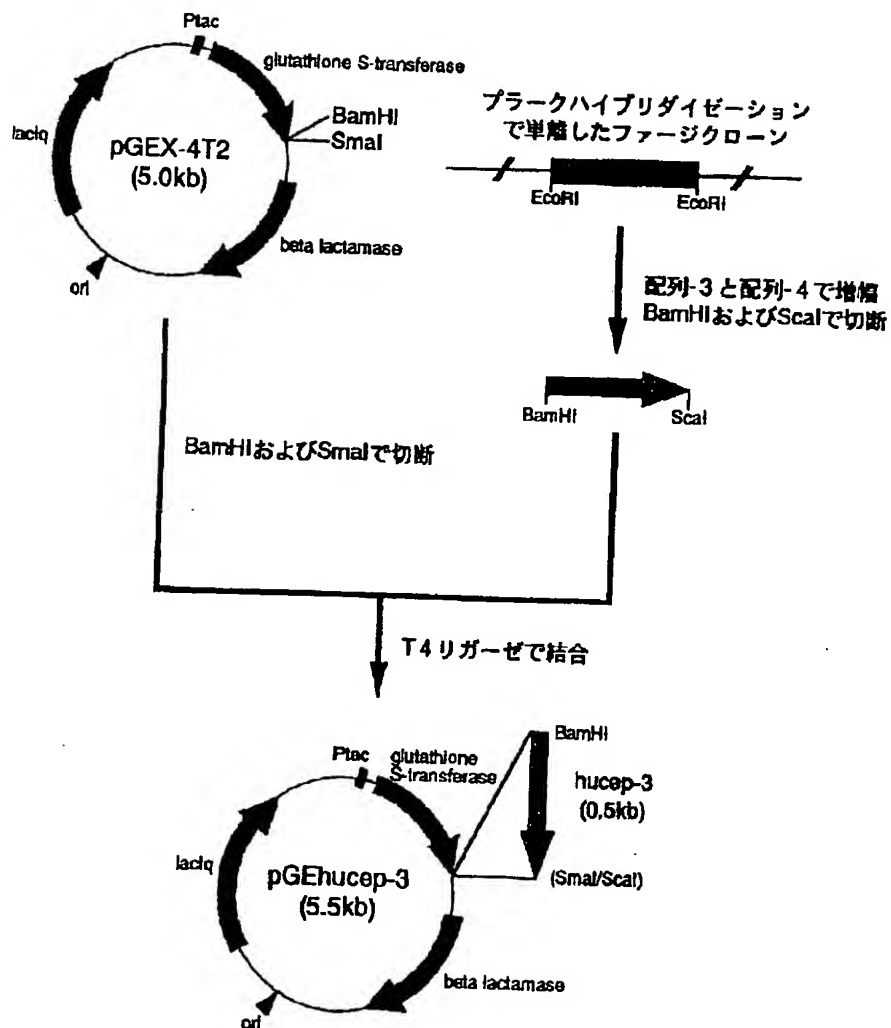 Ptac
glutathione S-transferase
BamHI
SmaI
lacIq
pGEX-4T2
(5.0kb)
beta lactamase
ori
プラークハイブリダイゼーション
で単離したファージクローン
EcoRI
EcoRI
配列-3と配列-4で増幅
BamHIおよびScaIで切断
BamHI
ScaI
BamHIおよびSmaIで切断
T4リガーゼで結合
Ptac
glutathione
S-transferase
BamHI
hucep-3
(0.5kb)
(SmaI/ScaI)
lacIq
pGEhucep-3
(5.5kb)
beta lactamase
ori